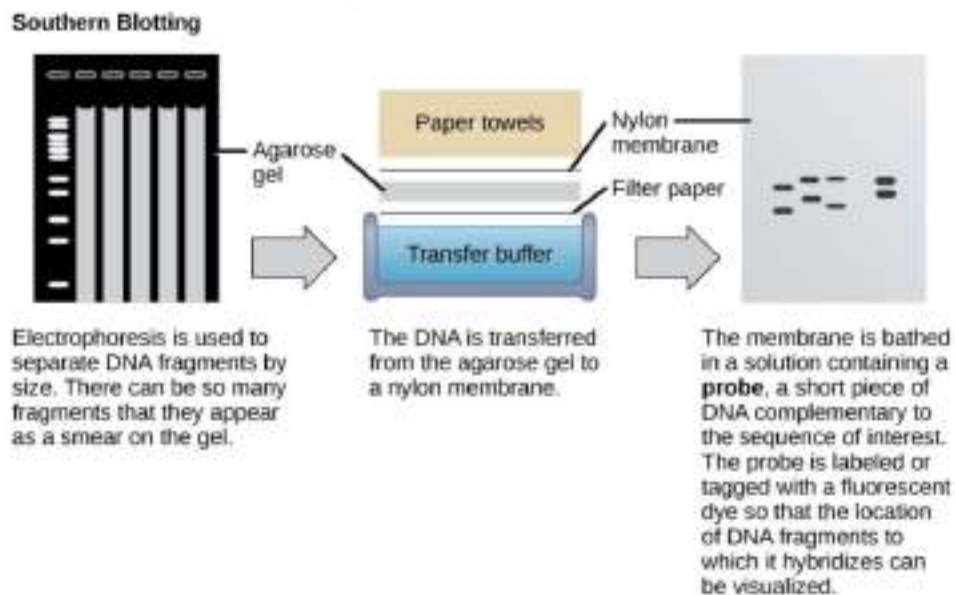 Southern Blotting
Agarose
gel
Paper towels
Nylon
membrane
Filter paper
Transfer buffer
Electrophoresis is used to
separate DNA fragments by
size. There can be so many
fragments that they appear
as a smear on the gel.
The DNA is transferred
from the agarose gel to
a nylon membrane.
The membrane is bathed
in a solution containing a
probe, a short piece of
DNA complementary to
the sequence of interest.
The probe is labeled or
tagged with a fluorescent
dye so that the location
of DNA fragments to
which it hybridizes can
be visualized.